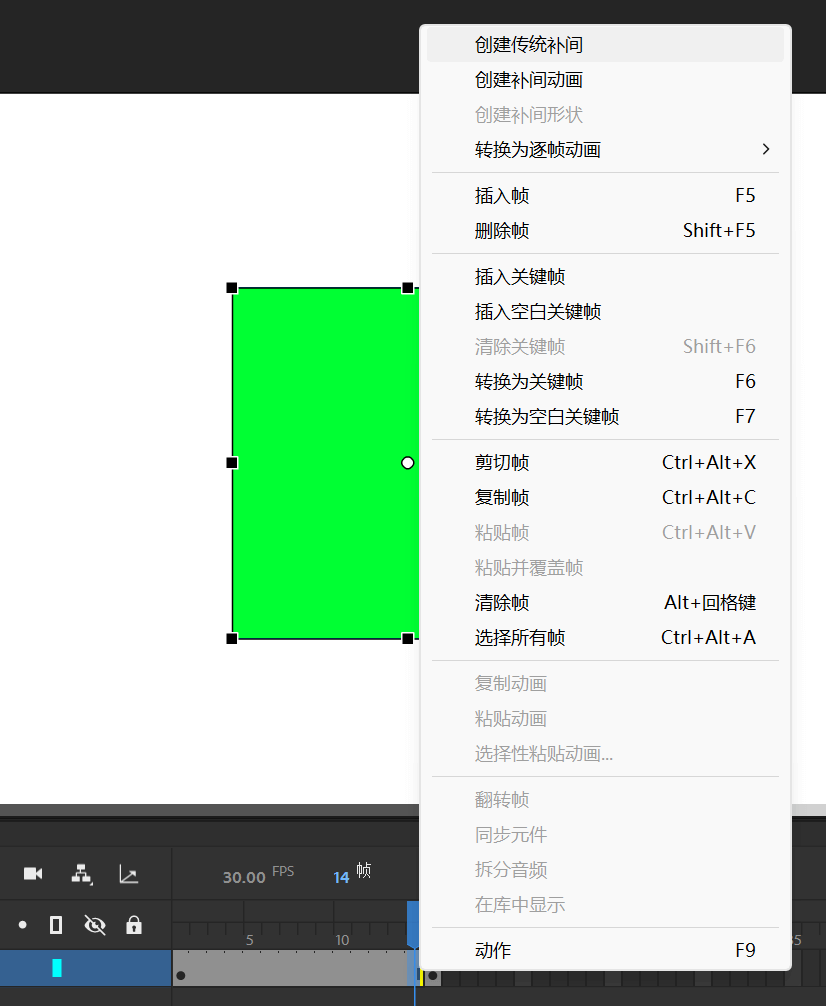 创建传统补间
创建补间动画
创建补间形状
转换为逐帧动画
插入帧 F5
删除帧 Shift+F5
插入关键帧
插入空白关键帧
清除关键帧 Shift+F6
转换为关键帧 F6
转换为空白关键帧 F7
剪切帧 Ctrl+Alt+X
复制帧 Ctrl+Alt+C
粘贴帧 Ctrl+Alt+V
粘贴并覆盖帧
清除帧 Alt+回格键
选择所有帧 Ctrl+Alt+A
复制动画
粘贴动画
选择性粘贴动画...
翻转帧
同步元件
拆分音频
在库中显示
动作 F9
30.00 FPS 14 帧
5 10